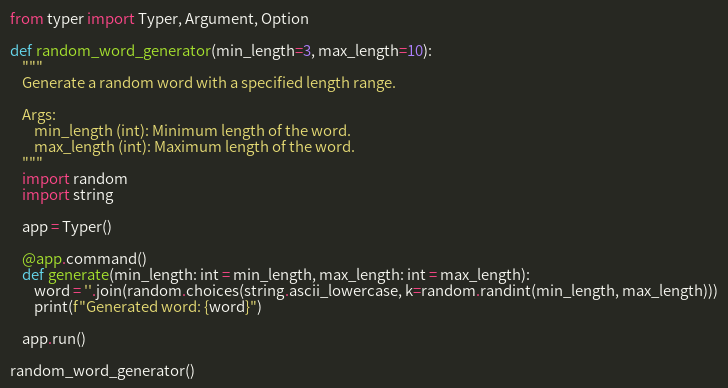 from typer import Typer, Argument, Option
def random_word_generator(min_length=3, max_length=10):
"""
Generate a random word with a specified length range.
Args:
min_length (int): Minimum length of the word.
max_length (int): Maximum length of the word.
"""
import random
import string
app = Typer()
@app.command()
def generate(min_length: int = min_length, max_length: int = max_length):
word = ''.join(random.choices(string.ascii_lowercase, k=random.randint(min_length, max_length)))
print(f"Generated word: {word}")
app.run()
random_word_generator()